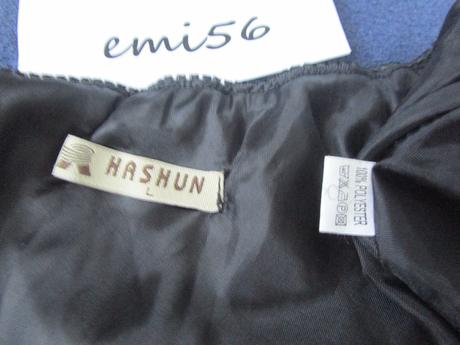 emi56
HASHUN
L
100% POLYESTER